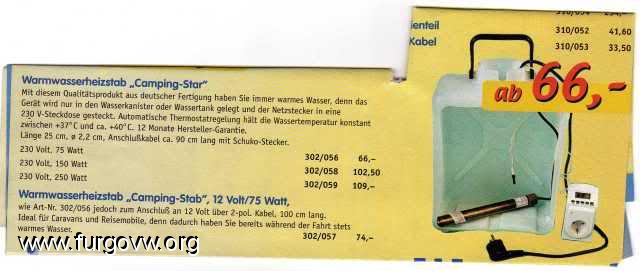 310/054 254,-
ienteil 310/052 41,60
Kabel 310/053 33,50
ab 66,-
Warmwasserheizstab „Camping-Star"
Mit diesem Qualitätsprodukt aus deutscher Fertigung haben Sie immer warmes Wasser, denn das
Gerät wird nur in den Wasserkanister oder Wassertank gelegt und der Netzstecker in eine
230 V-Steckdose gesteckt. Automatische Thermostatregelung hält die Wassertemperatur konstant
zwischen +37°C und ca. +40°C. 12 Monate Hersteller-Garantie.
Länge 25 cm, ø 2,2 cm, Anschlußkabel ca. 90 cm lang mit Schuko-Stecker.
230 Volt, 75 Watt 302/056 66,-
230 Volt, 150 Watt 302/058 102,50
230 Volt, 250 Watt 302/059 109,-
Warmwasserheizstab „Camping-Stab", 12 Volt/75 Watt,
wie Art-Nr. 302/056 jedoch zum Anschluß an 12 Volt über 2-pol. Kabel, 100 cm lang.
Ideal für Caravans und Reisemobile, denn dadurch haben Sie bereits während der Fahrt stets
warmes Wasser. 302/057 74,-
www.furgovw.org